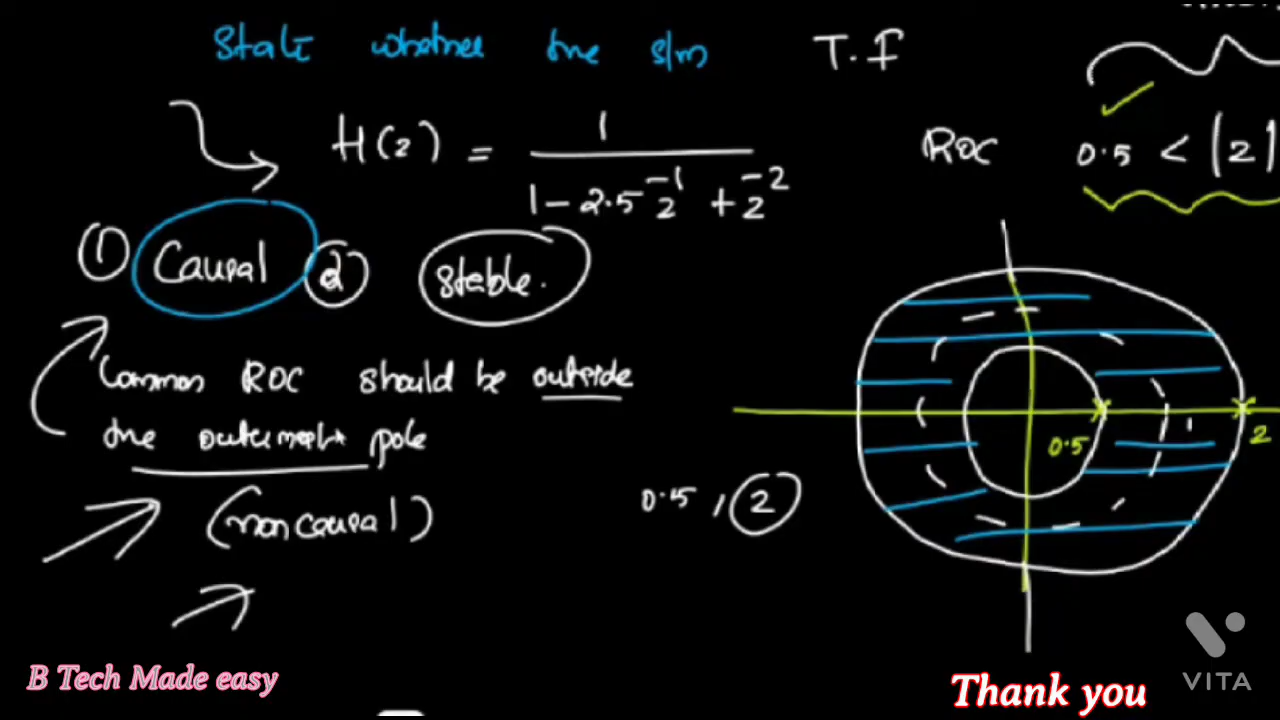 State whether the s/m T.F
H(z) = 1 / (1 - 2.5 z^-1 + z^-2) ROC 0.5 < |z|
① Causal ② Stable.
Common ROC should be outside
the outermost pole
0.5 2
0.5, 2
(non causal)
B Tech Made easy
Thank you
VITA